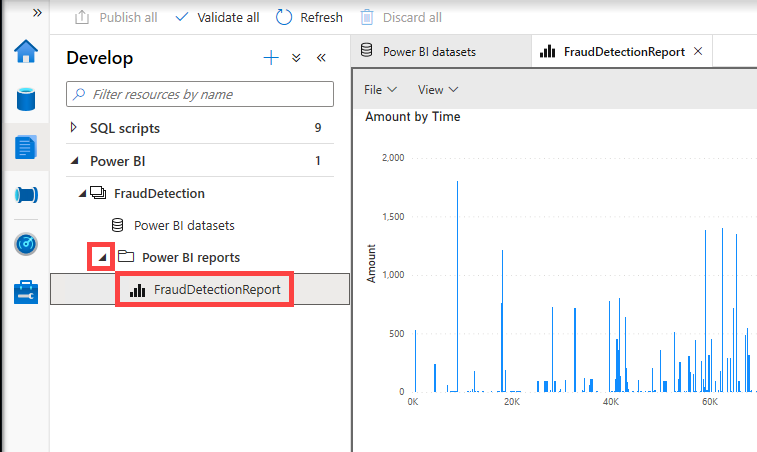 Publish all Validate all Refresh Discard all
Develop
Filter resources by name
SQL scripts 9
Power BI 1
FraudDetection
Power BI datasets
Power BI reports
FraudDetectionReport
Power BI datasets FraudDetectionReport
File View
Amount by Time
2,000
1,500
1,000
500
0
Amount
0K 20K 40K 60K